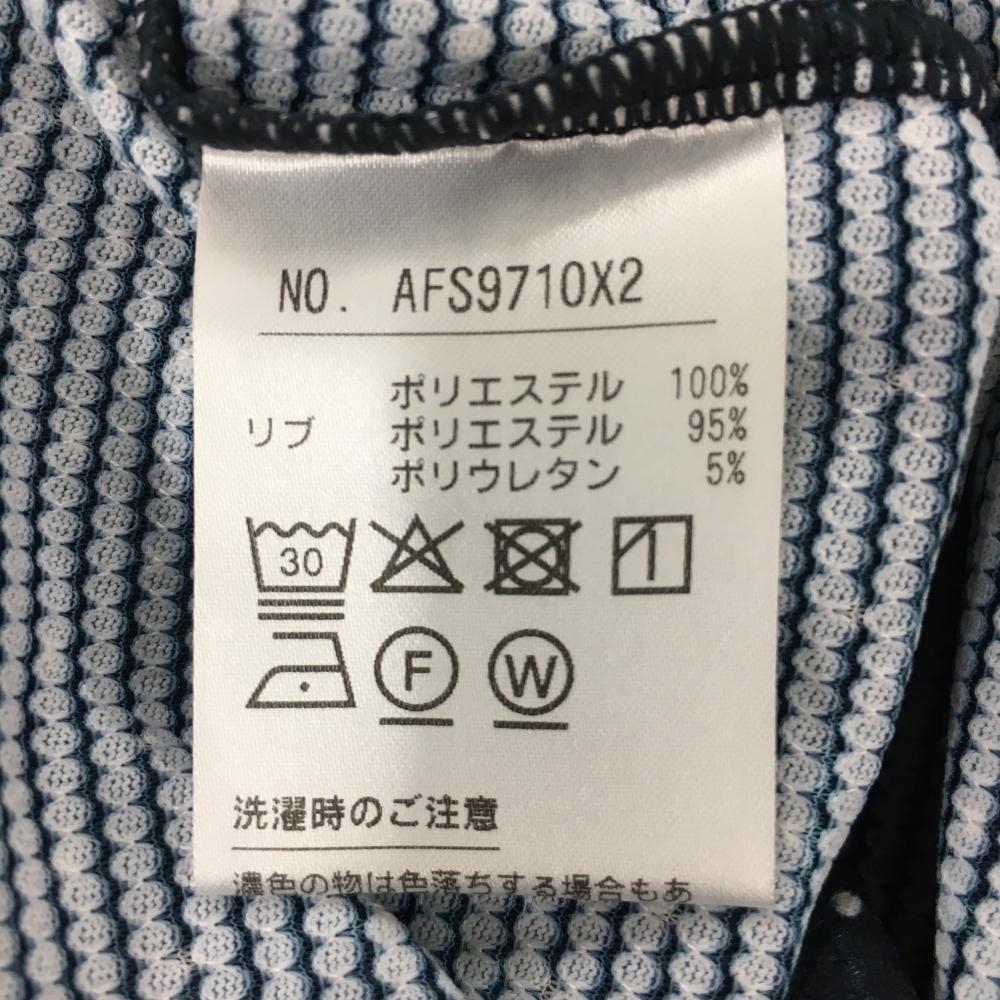 NO. AFS9710X2
ポリエステル 100%
リブ ポリエステル 95%
ポリウレタン 5%
30
F W
洗濯時のご注意
濃色の物は色落ちする場合もあ